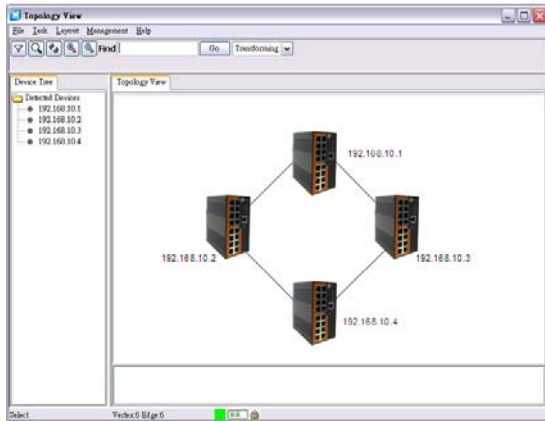 Topology View
File Task Layout Management Help
Find Go Transforming
Device Tree Topology View
Detected Devices
192.168.10.1
192.168.10.2
192.168.10.3
192.168.10.4
192.168.10.1
192.168.10.2 192.168.10.3
192.168.10.4
Select Vertex:6 Edge:6